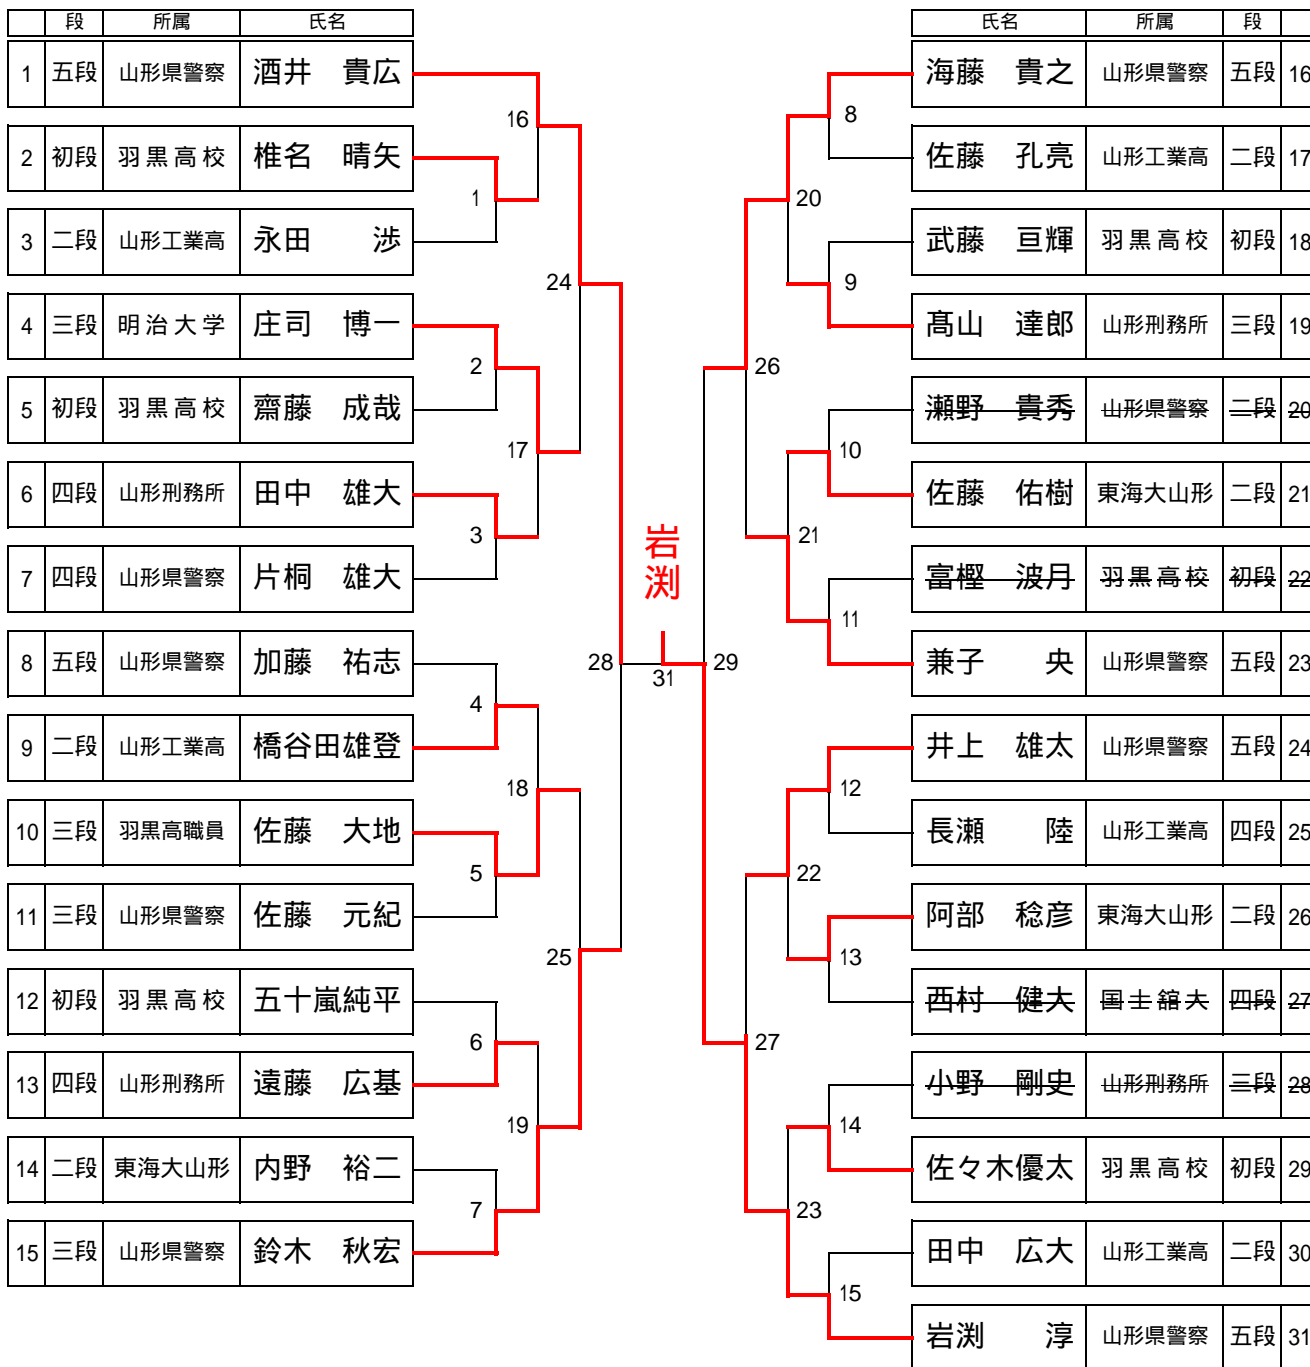 段 所属 氏名
1 五段 山形県警察 酒井 貴広
2 初段 羽黒高校 椎名 晴矢
3 二段 山形工業高 永田 渉
4 三段 明治大学 庄司 博一
5 初段 羽黒高校 齋藤 成哉
6 四段 山形刑務所 田中 雄大
7 四段 山形県警察 片桐 雄大
8 五段 山形県警察 加藤 祐志
9 二段 山形工業高 橋谷田雄登
10 三段 羽黒高職員 佐藤 大地
11 三段 山形県警察 佐藤 元紀
12 初段 羽黒高校 五十嵐純平
13 四段 山形刑務所 遠藤 広基
14 二段 東海大山形 内野 裕二
15 三段 山形県警察 鈴木 秋宏
16
1
24
2
17
3
28
4
18
5
25
6
19
7
岩渕
31
29
8
20
9
26
10
21
11
12
22
13
27
14
23
15
氏名 所属 段
海藤 貴之 山形県警察 五段 16
佐藤 孔亮 山形工業高 二段 17
武藤 亘輝 羽黒高校 初段 18
髙山 達郎 山形刑務所 三段 19
瀬野 貴秀 山形県警察 二段 20
佐藤 佑樹 東海大山形 二段 21
富樫 波月 羽黒高校 初段 22
兼子 央 山形県警察 五段 23
井上 雄太 山形県警察 五段 24
長瀬 陸 山形工業高 四段 25
阿部 稔彦 東海大山形 二段 26
西村 健太 国士舘大 四段 27
小野 剛史 山形刑務所 三段 28
佐々木優太 羽黒高校 初段 29
田中 広大 山形工業高 二段 30
岩渕 淳 山形県警察 五段 31